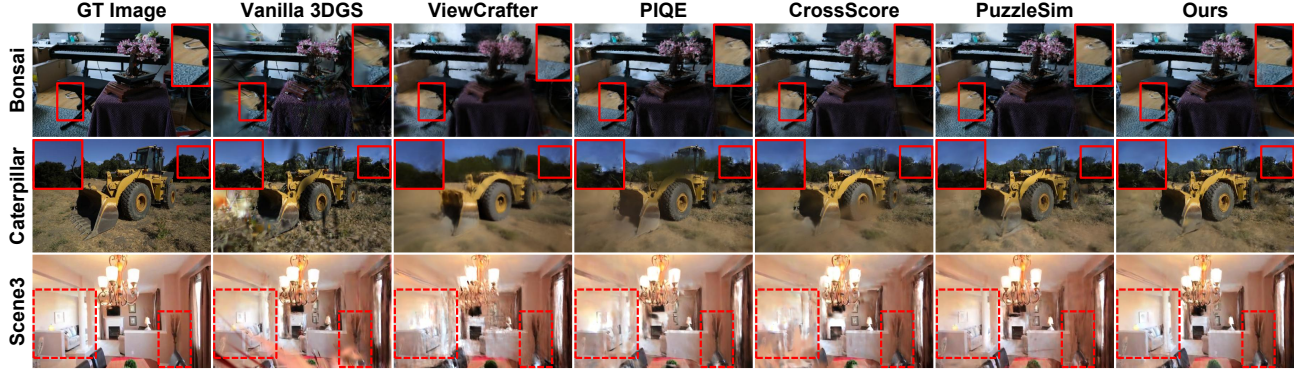 GT Image Vanilla 3DGS ViewCrafter PIQE CrossScore PuzzleSim Ours
Bonsai
Caterpillar
Scene3